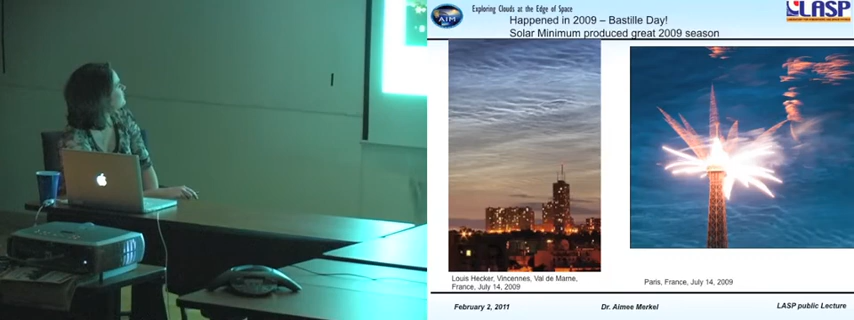 AIM
Exploring Clouds at the Edge of Space
LASP
Happened in 2009 – Bastille Day!
Solar Minimum produced great 2009 season
Louis Hecker, Vincennes, Val de Marne,
France, July 14, 2009
Paris, France, July 14, 2009
February 2, 2011
Dr. Aimee Merkel
LASP public Lecture